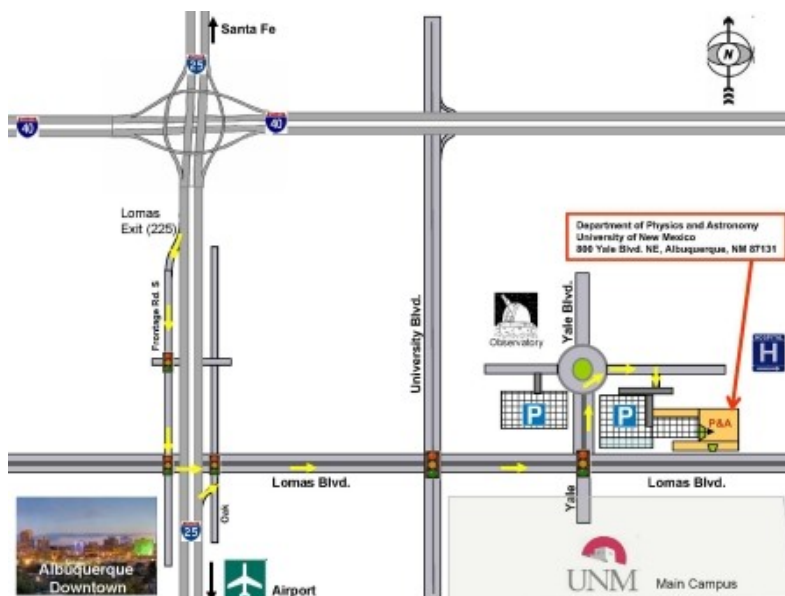 Santa Fe
25
N
40
40
Lomas
Exit (225)
Department of Physics and Astronomy
University of New Mexico
800 Yale Blvd. NE, Albuquerque, NM 87131
Frontage Rd. S
University Blvd.
Yale Blvd.
Observatory
HOSPITAL
H
P
P
P&A
Lomas Blvd.
Lomas Blvd.
Oak
Yale
25
Albuquerque
Downtown
Airport
UNM
Main Campus